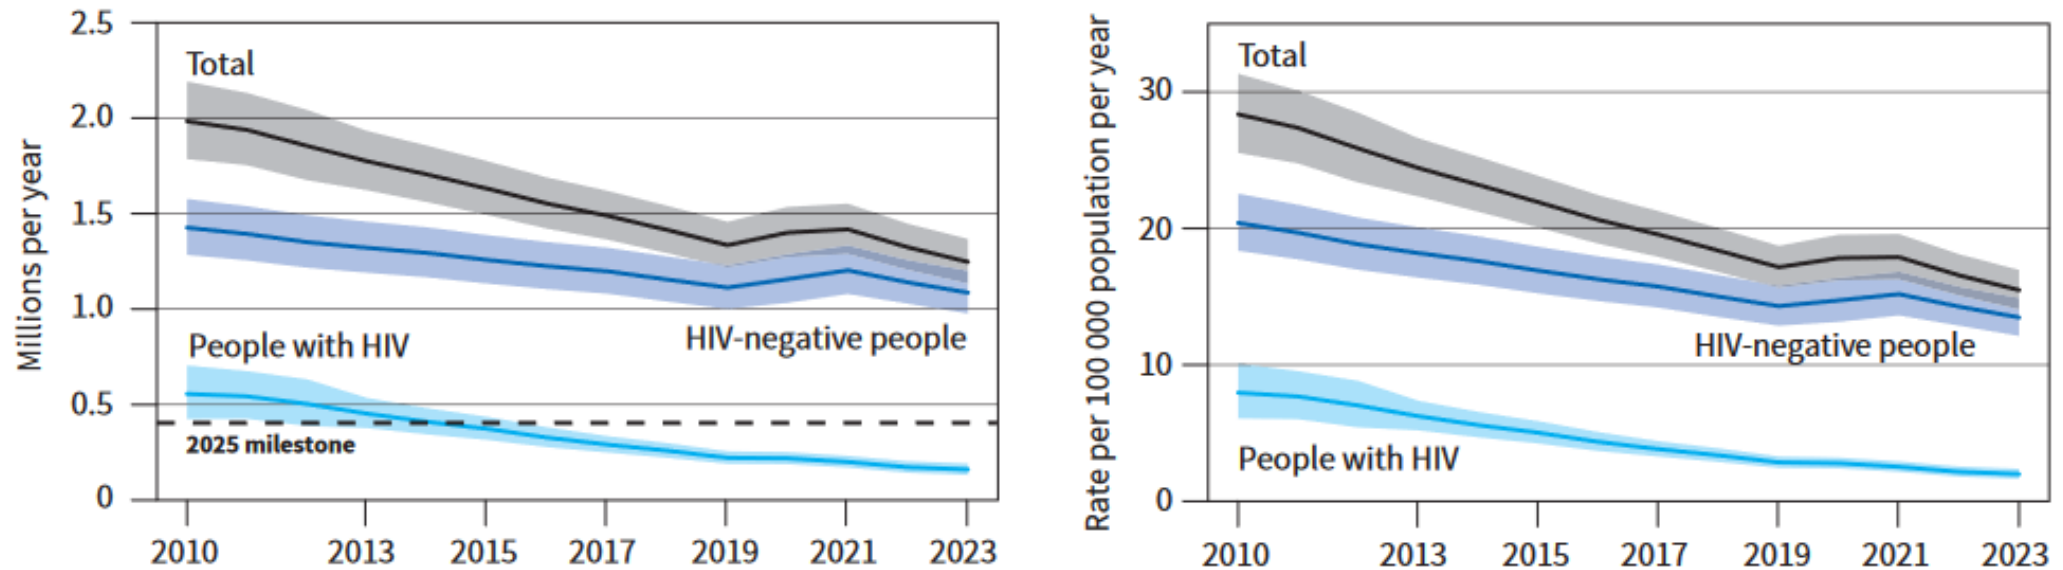 Millions per year
2.5
2.0
1.5
1.0
0.5
0
Total
HIV-negative people
People with HIV
2025 milestone
2010 2013 2015 2017 2019 2021 2023
Rate per 100 000 population per year
30
20
10
0
Total
HIV-negative people
People with HIV
2010 2013 2015 2017 2019 2021 2023